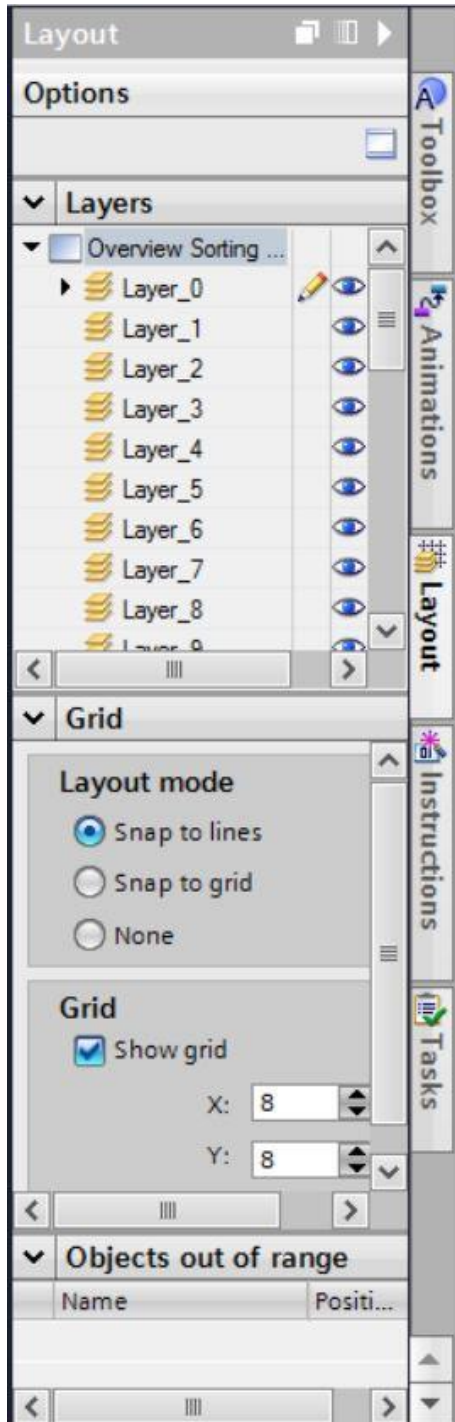 Layout
Options
Layers
Overview Sorting ...
Layer_0
Layer_1
Layer_2
Layer_3
Layer_4
Layer_5
Layer_6
Layer_7
Layer_8
Layer_9
Grid
Layout mode
Snap to lines
Snap to grid
None
Grid
Show grid
X: 8
Y: 8
Objects out of range
Name Positi...
Toolbox
Animations
Layout
Instructions
Tasks